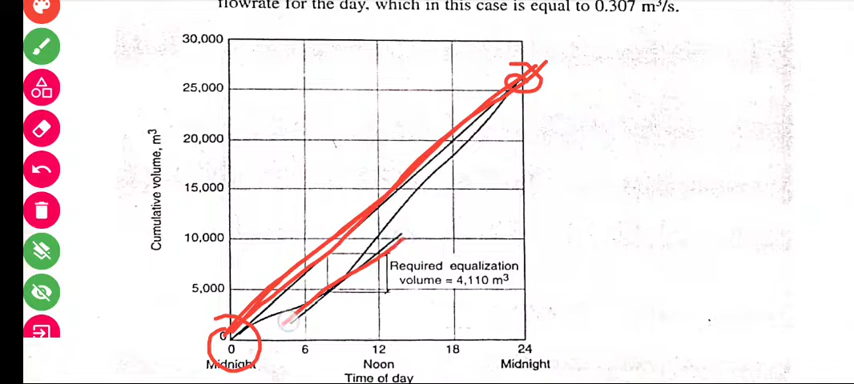 flowrate for the day, which in this case is equal to 0.307 m³/s.
30,000
25,000
20,000
15,000
10,000
5,000
0
Cumulative volume, m³
Required equalization
volume = 4,110 m³
0 6 12 18 24
Midnight Noon Midnight
Time of day